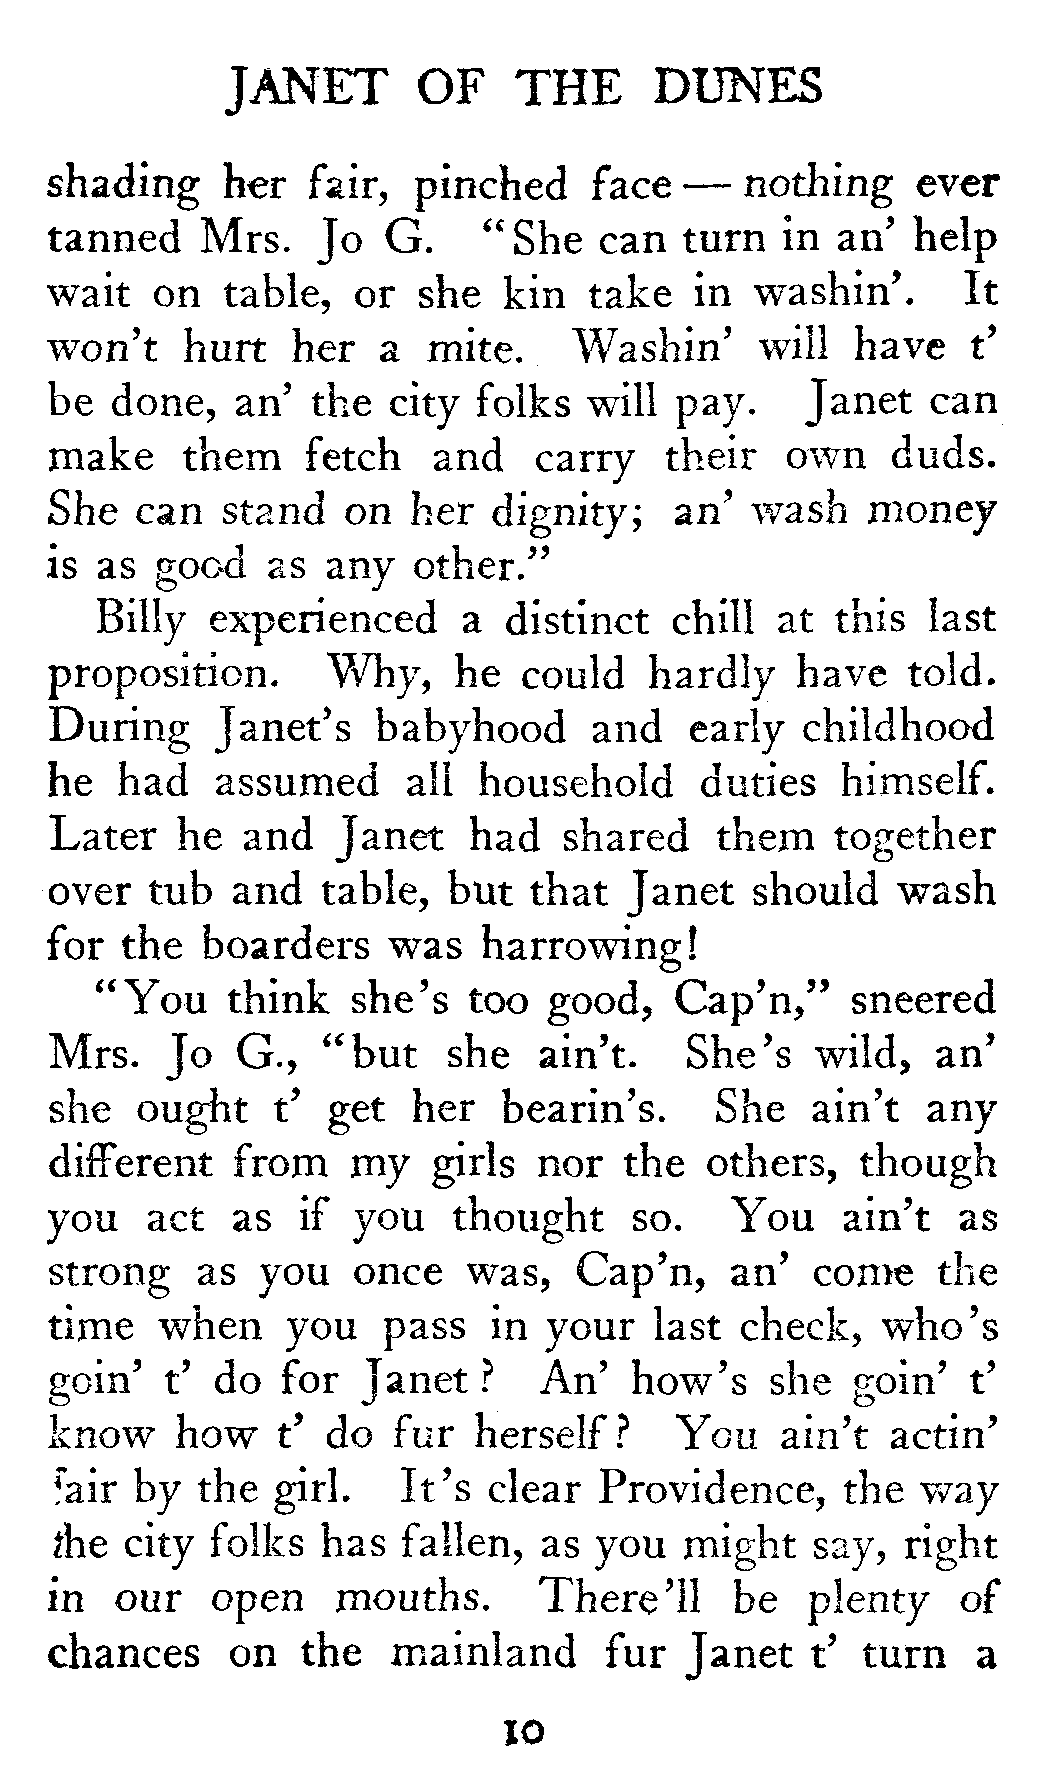 JANET OF THE DUNES
shading her fair, pinched face — nothing ever
tanned Mrs. Jo G. "She can turn in an' help
wait on table, or she kin take in washin'. It
won't hurt her a mite. Washin' will have t'
be done, an' the city folks will pay. Janet can
make them fetch and carry their own duds.
She can stand on her dignity; an' wash money
is as good as any other."
Billy experienced a distinct chill at this last
proposition. Why, he could hardly have told.
During Janet's babyhood and early childhood
he had assumed all household duties himself.
Later he and Janet had shared them together
over tub and table, but that Janet should wash
for the boarders was harrowing!
"You think she's too good, Cap'n," sneered
Mrs. Jo G., "but she ain't. She's wild, an'
she ought t' get her bearin's. She ain't any
different from my girls nor the others, though
you act as if you thought so. You ain't as
strong as you once was, Cap'n, an' come the
time when you pass in your last check, who's
goin' t' do for Janet? An' how's she goin' t'
know how t' do fur herself? You ain't actin'
fair by the girl. It's clear Providence, the way
the city folks has fallen, as you might say, right
in our open mouths. There'll be plenty of
chances on the mainland fur Janet t' turn a
10